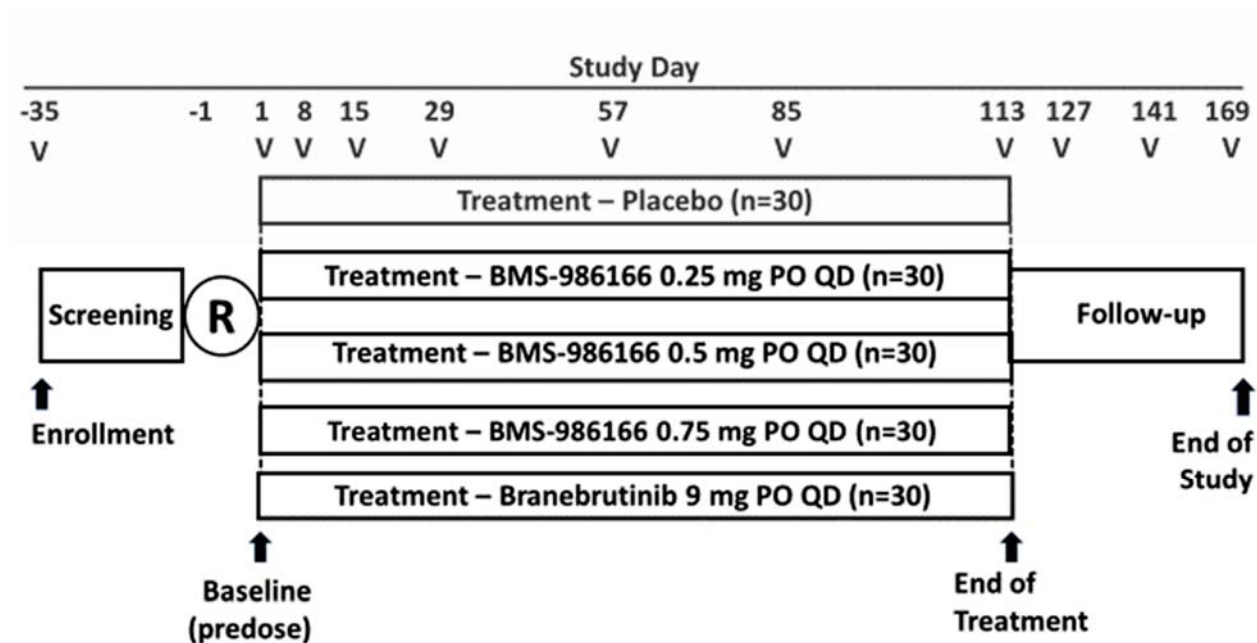 Study Day
-35 -1 1 8 15 29 57 85 113 127 141 169
V V V V V V V V V V V
Treatment – Placebo (n=30)
Treatment – BMS-986166 0.25 mg PO QD (n=30)
Screening R Follow-up
Treatment – BMS-986166 0.5 mg PO QD (n=30)
Enrollment
Treatment – BMS-986166 0.75 mg PO QD (n=30)
End of
Study
Treatment – Branebrutinib 9 mg PO QD (n=30)
Baseline
(predose)
End of
Treatment